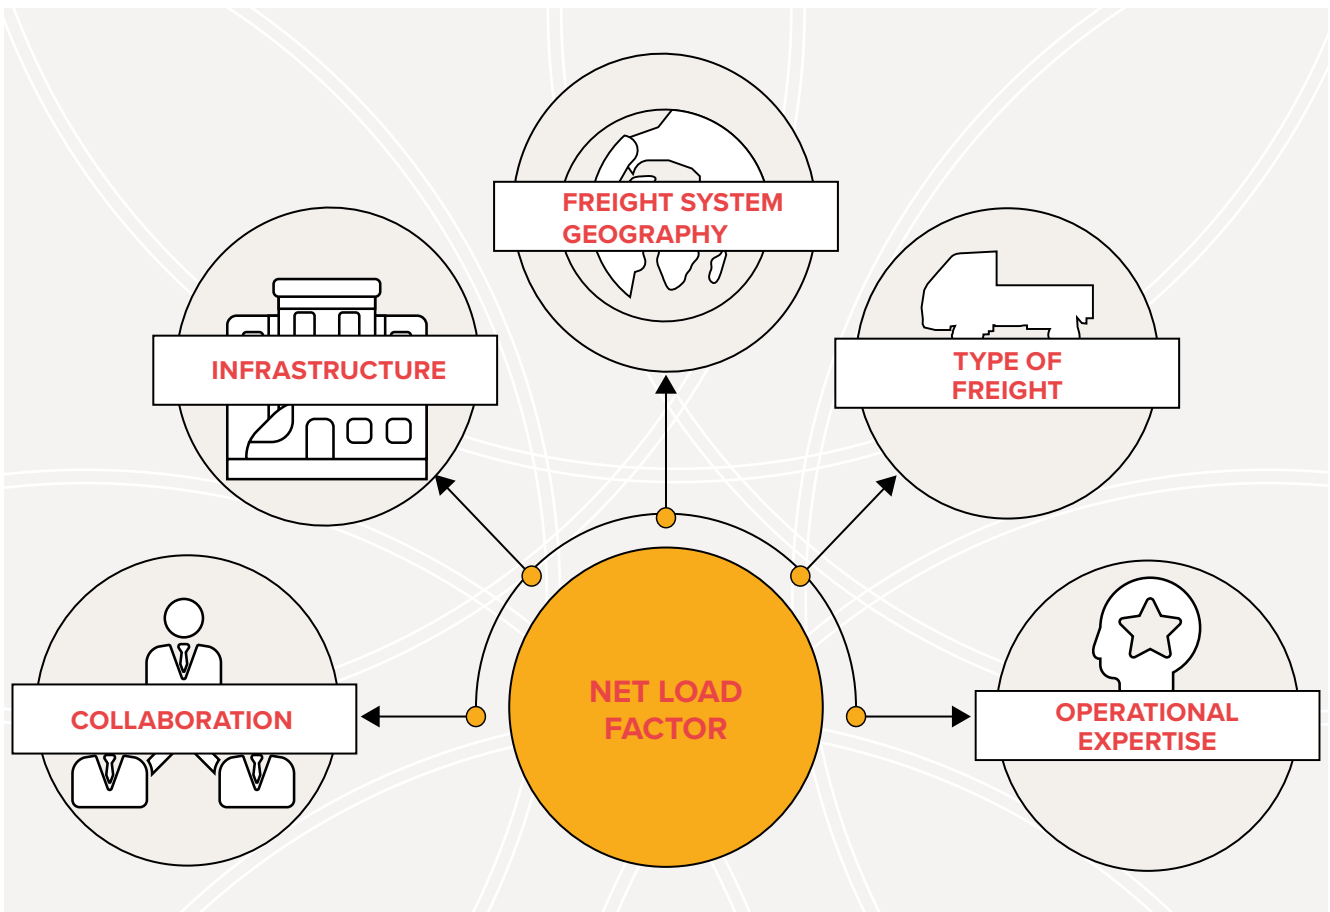 FREIGHT SYSTEM
GEOGRAPHY
INFRASTRUCTURE
TYPE OF
FREIGHT
COLLABORATION
NET LOAD
FACTOR
OPERATIONAL
EXPERTISE